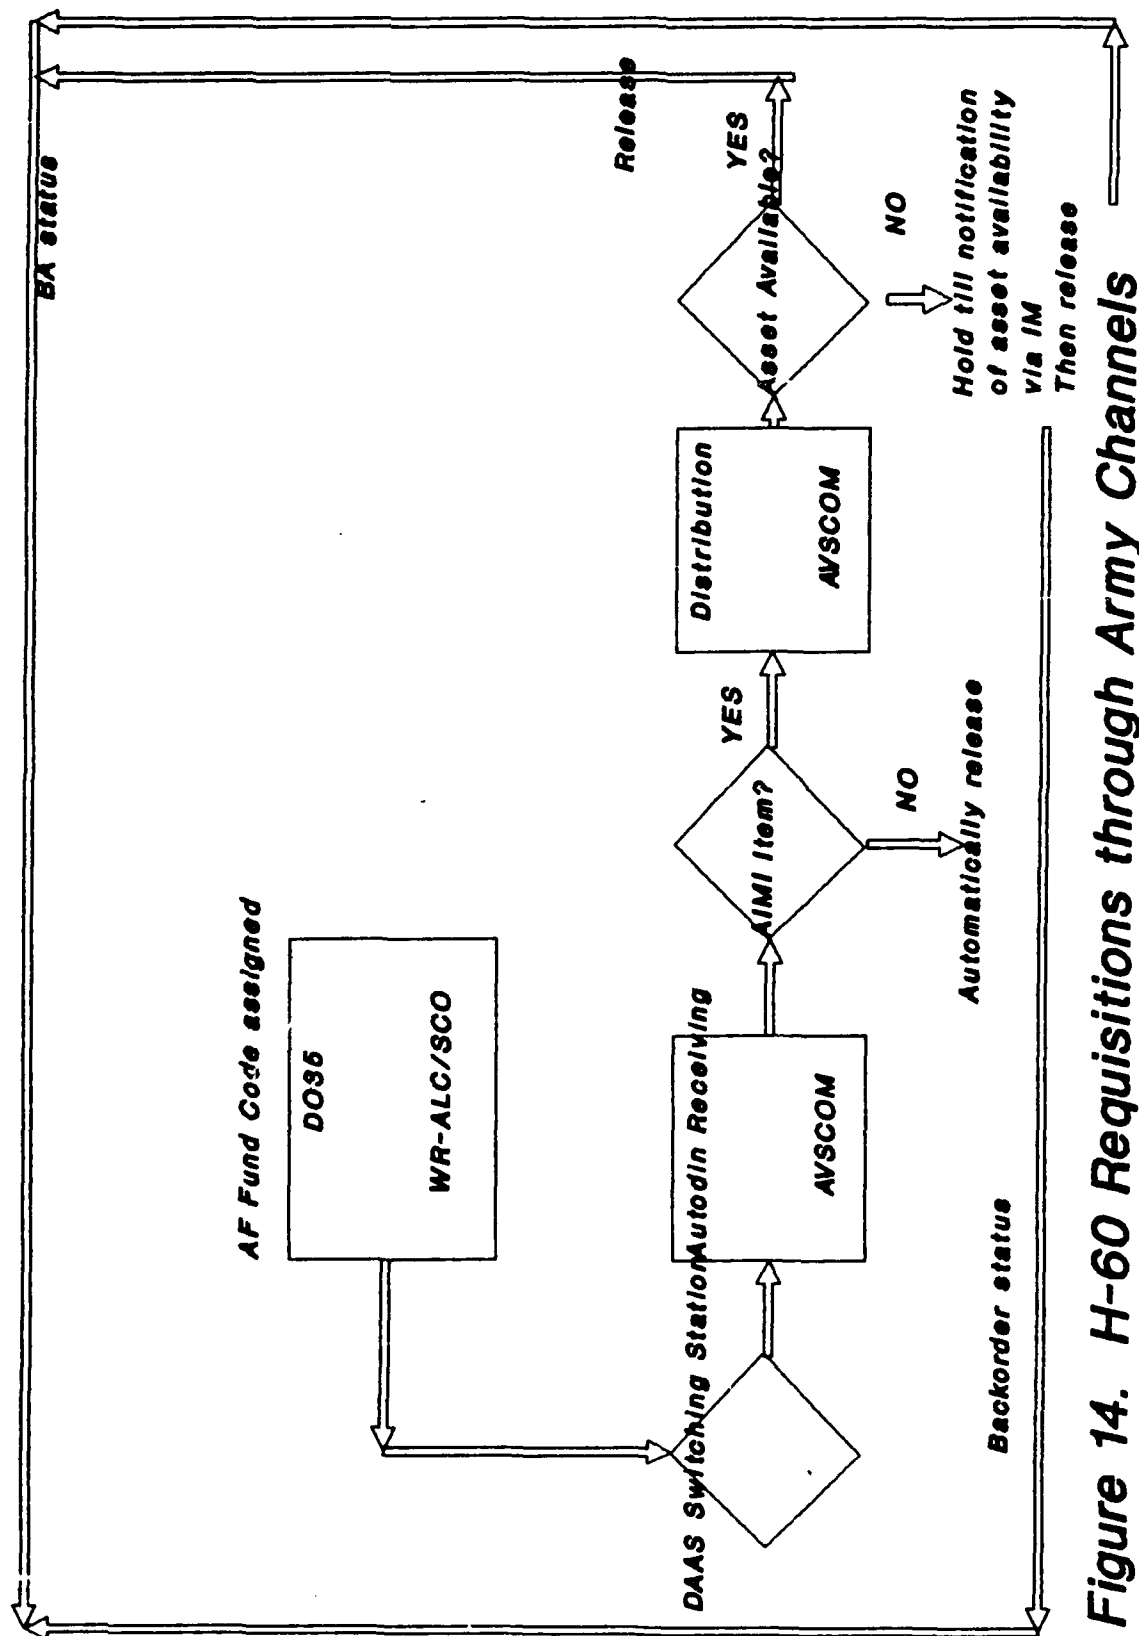 BA status
AF Fund Code assigned
DO35
WR-ALC/SCO
Release
DAAS Switching Station
Autodin Receiving
AVSCOM
AIMI Item?
YES
NO
Automatically release
Distribution
AVSCOM
Asset Available?
YES
NO
Hold till notification
of asset availability
via IM
Then release
Backorder status
Figure 14. H-60 Requisitions through Army Channels